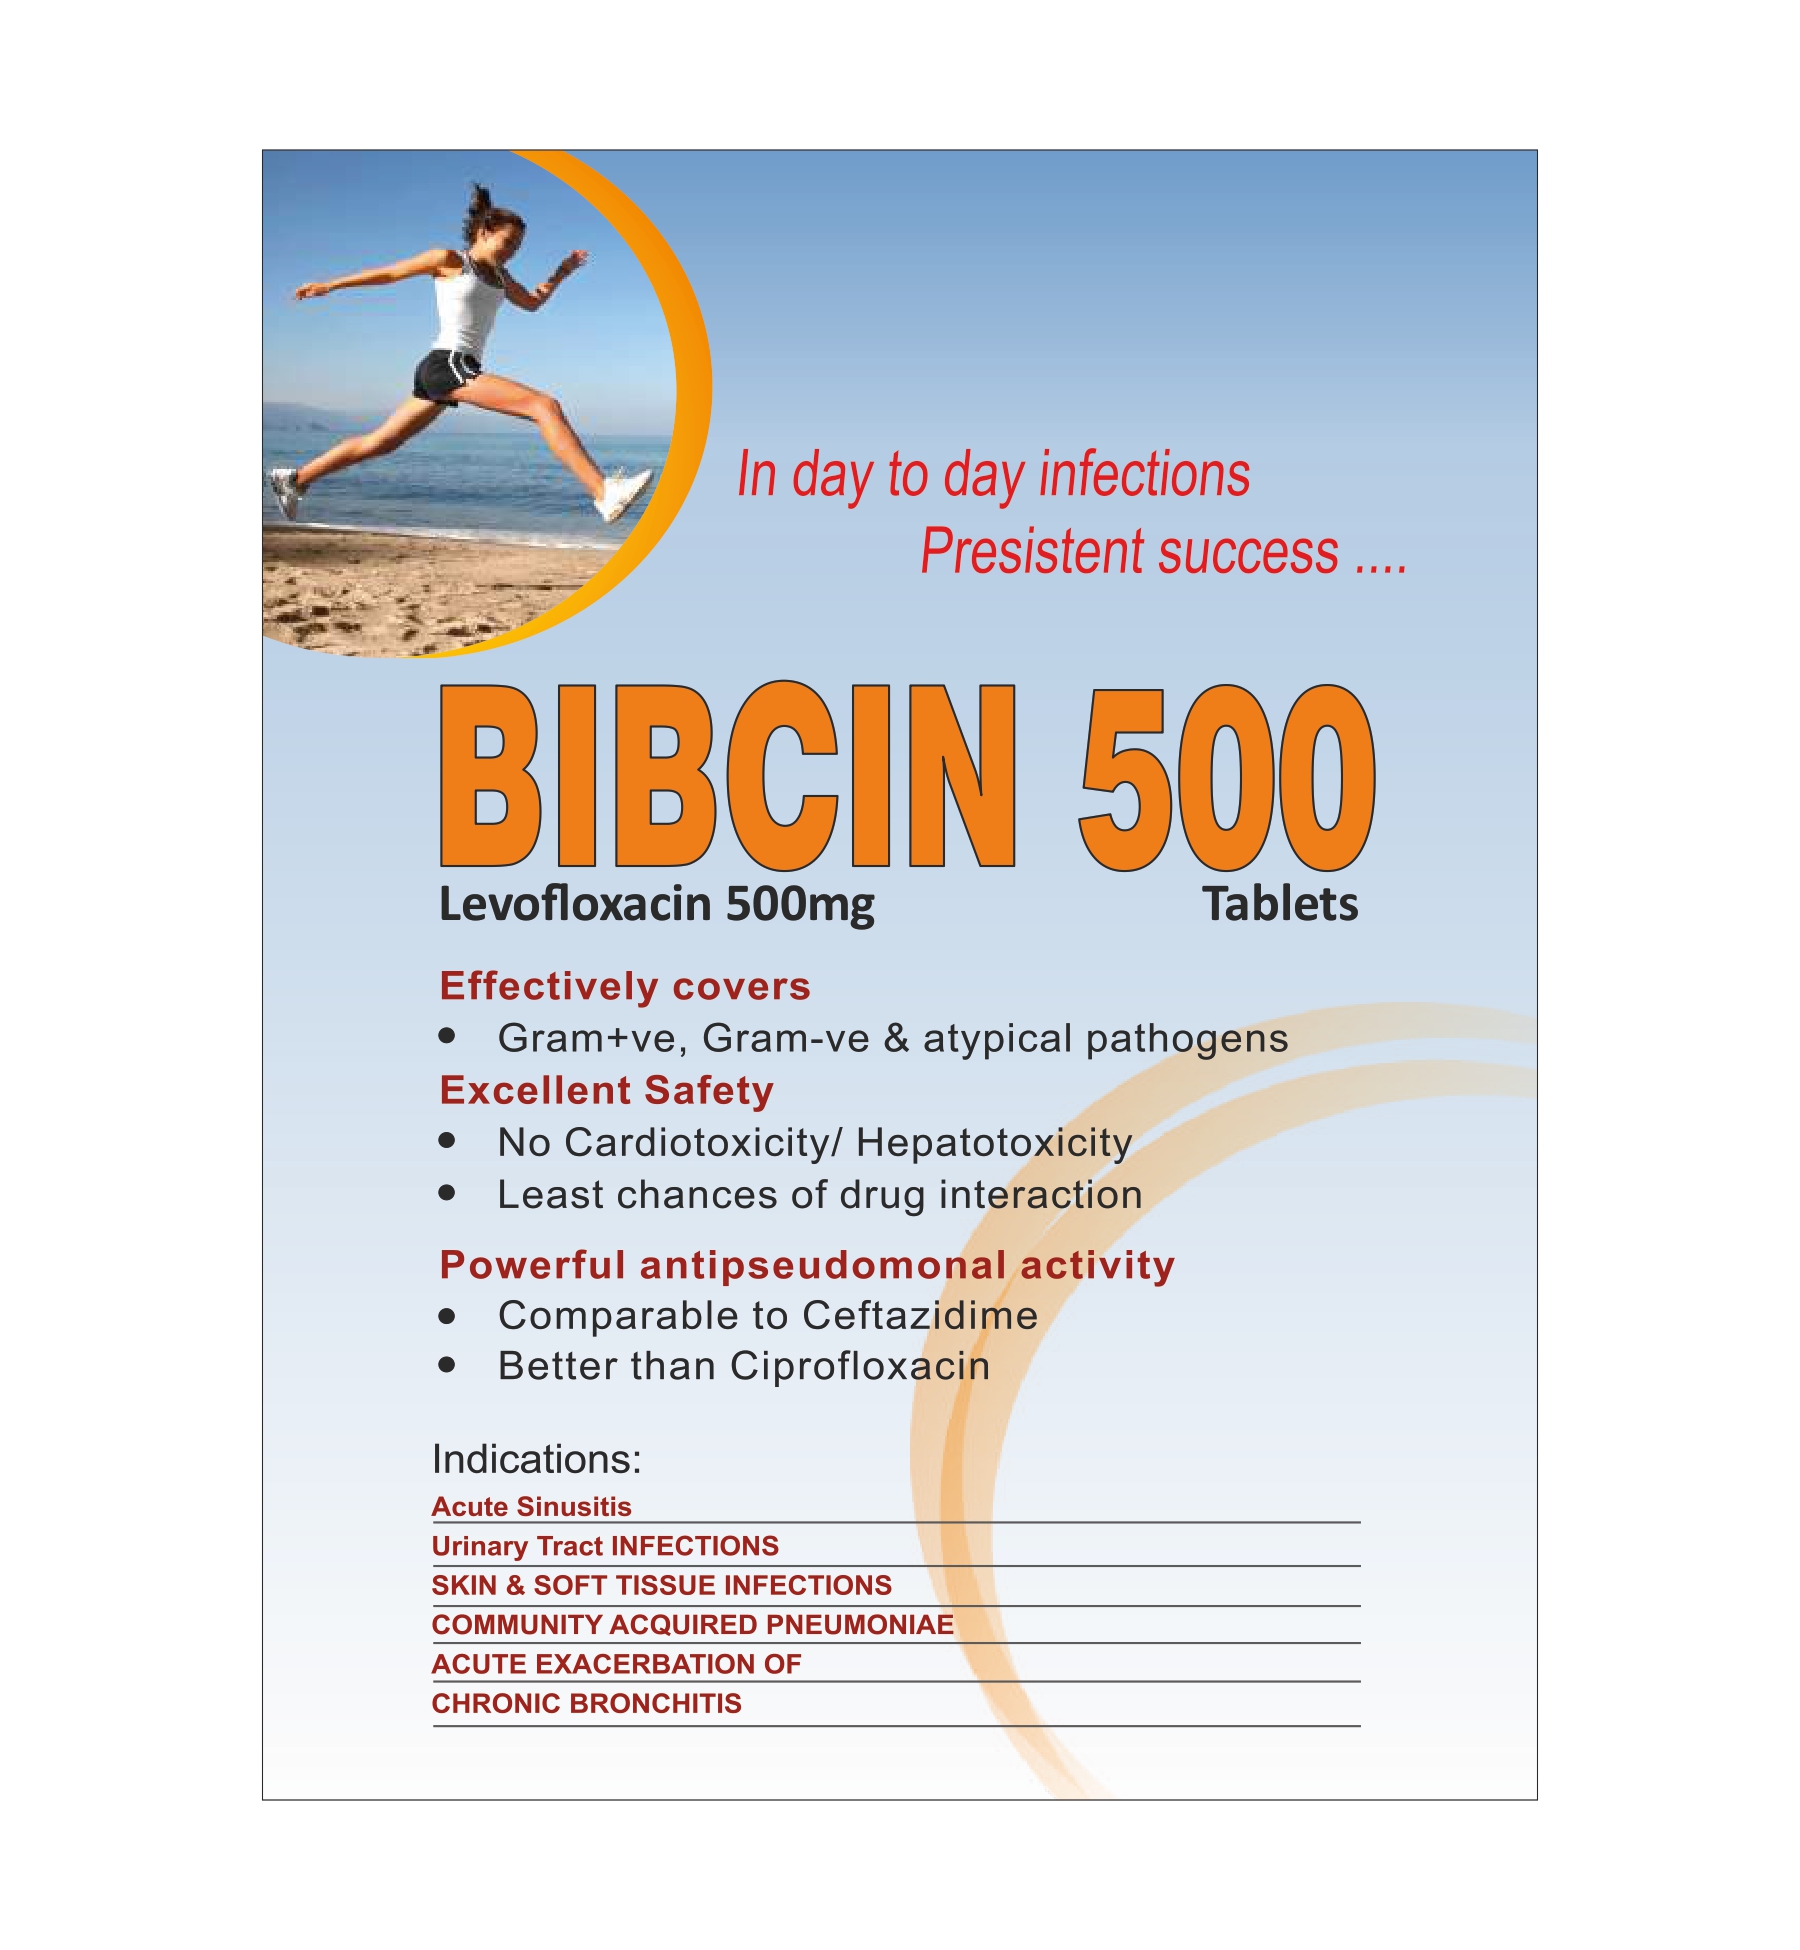 In day to day infections
Presistent success ....
BIBCIN 500
Levofloxacin 500mg Tablets
Effectively covers
• Gram+ve, Gram-ve & atypical pathogens
Excellent Safety
• No Cardiotoxicity/ Hepatotoxicity
• Least chances of drug interaction
Powerful antipseudomonal activity
• Comparable to Ceftazidime
• Better than Ciprofloxacin
Indications:
Acute Sinusitis
Urinary Tract INFECTIONS
SKIN & SOFT TISSUE INFECTIONS
COMMUNITY ACQUIRED PNEUMONIAE
ACUTE EXACERBATION OF
CHRONIC BRONCHITIS